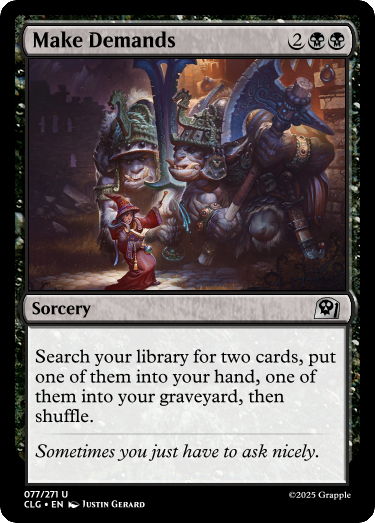 Make Demands 2
Sorcery
Search your library for two cards, put
one of them into your hand, one of
them into your graveyard, then
shuffle.
Sometimes you just have to ask nicely.
077/271 U
CLG • EN Justin Gerard
©2025 Grapple